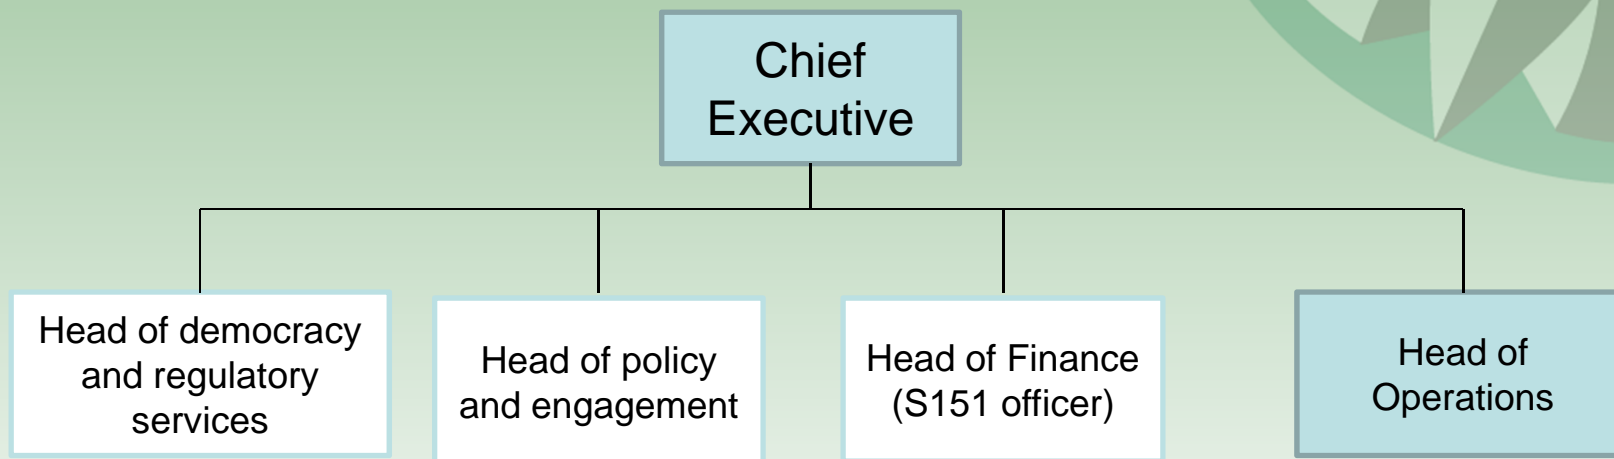 Chief
Executive
Head of democracy
and regulatory
services
Head of policy
and engagement
Head of Finance
(S151 officer)
Head of
Operations